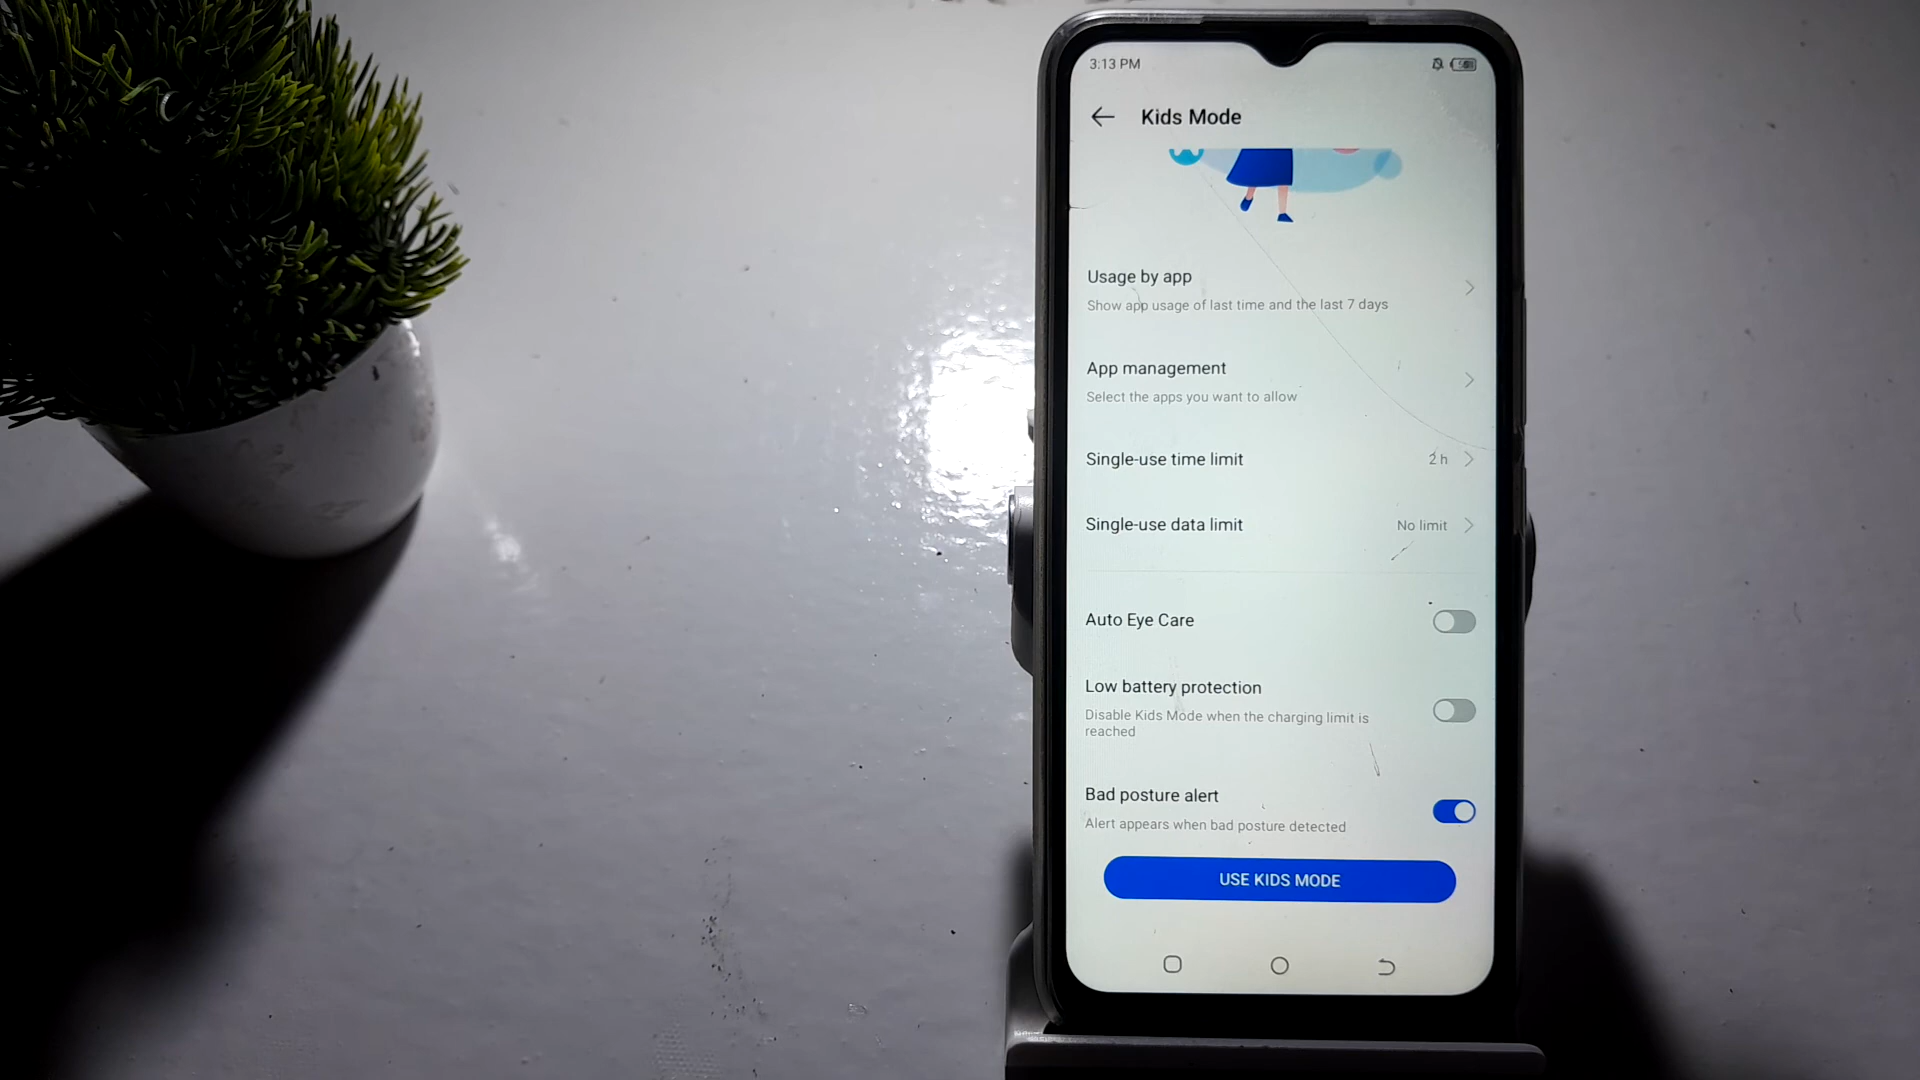 3:13 PM
Kids Mode
Usage by app
Show app usage of last time and the last 7 days
App management
Select the apps you want to allow
Single-use time limit
2 h
Single-use data limit
No limit
Auto Eye Care
Low battery protection
Disable Kids Mode when the charging limit is
reached
Bad posture alert
Alert appears when bad posture detected
USE KIDS MODE